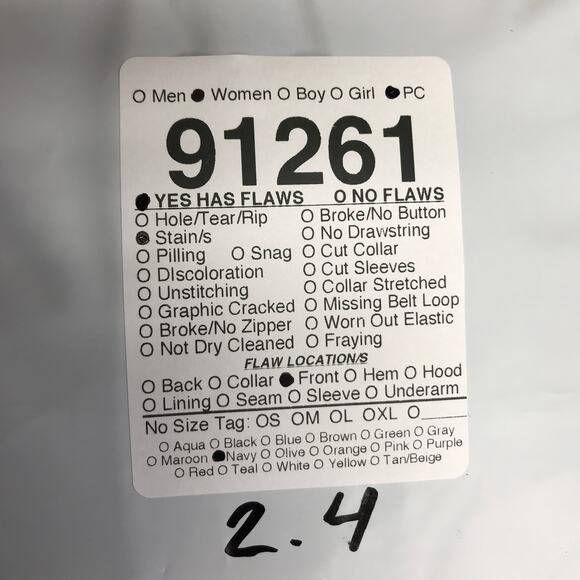 O Men ● Women O Boy O Girl ● PC
91261
● YES HAS FLAWS O NO FLAWS
O Hole/Tear/Rip O Broke/No Button
● Stain/s O No Drawstring
O Pilling O Snag O Cut Collar
O DIscoloration O Cut Sleeves
O Unstitching O Collar Stretched
O Graphic Cracked O Missing Belt Loop
O Broke/No Zipper O Worn Out Elastic
O Not Dry Cleaned O Fraying
FLAW LOCATION/S
O Back O Collar ● Front O Hem O Hood
O Lining O Seam O Sleeve O Underarm
No Size Tag: OS OM OL OXL O
O Aqua O Black O Blue O Brown O Green O Gray
O Maroon ● Navy O Olive O Orange O Pink O Purple
O Red O Teal O White O Yellow O Tan/Beige
2.4